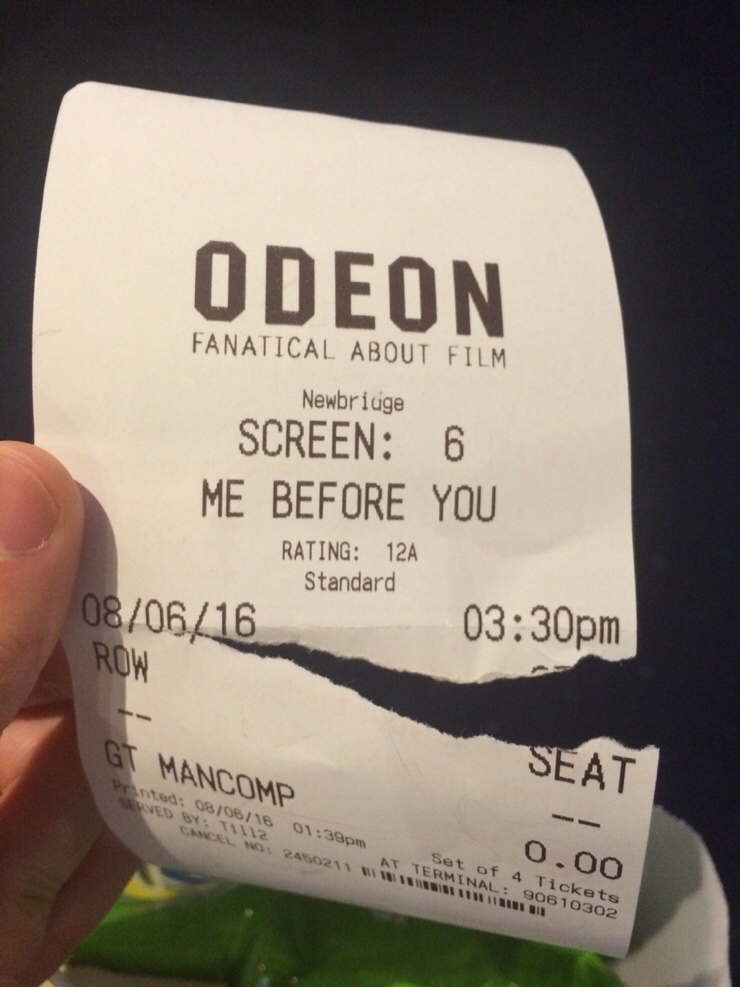 ODEON
FANATICAL ABOUT FILM
Newbridge
SCREEN: 6
ME BEFORE YOU
RATING: 12A
Standard
08/06/16 03:30pm
ROW SEAT
-- --
GT MANCOMP 0.00
Printed: 08/06/16 01:39pm Set of 4 Tickets
SERVED BY: Till2 AT TERMINAL: 90610302
CANCEL NO: 2450211